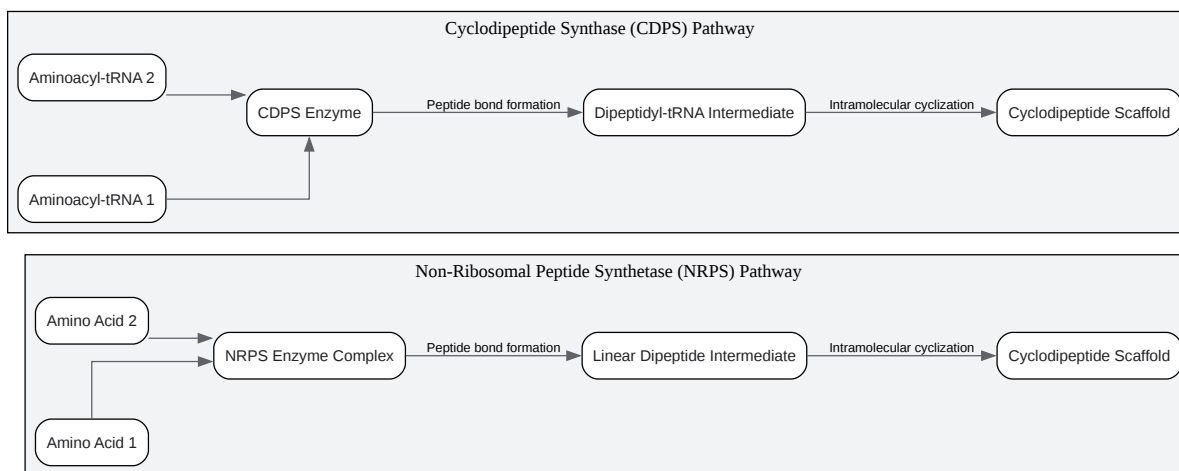 Cyclodipeptide Synthase (CDPS) Pathway
Aminoacyl-tRNA 2
CDPS Enzyme
Peptide bond formation
Dipeptidyl-tRNA Intermediate
Intramolecular cyclization
Cyclodipeptide Scaffold
Aminoacyl-tRNA 1
Non-Ribosomal Peptide Synthetase (NRPS) Pathway
Amino Acid 2
NRPS Enzyme Complex
Peptide bond formation
Linear Dipeptide Intermediate
Intramolecular cyclization
Cyclodipeptide Scaffold
Amino Acid 1